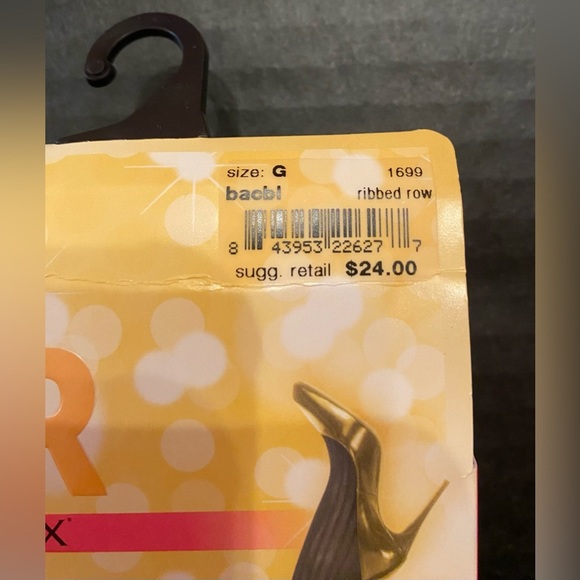 size: G 1699
bacbl ribbed row
8 43953 22627 7
sugg. retail $24.00
R
X